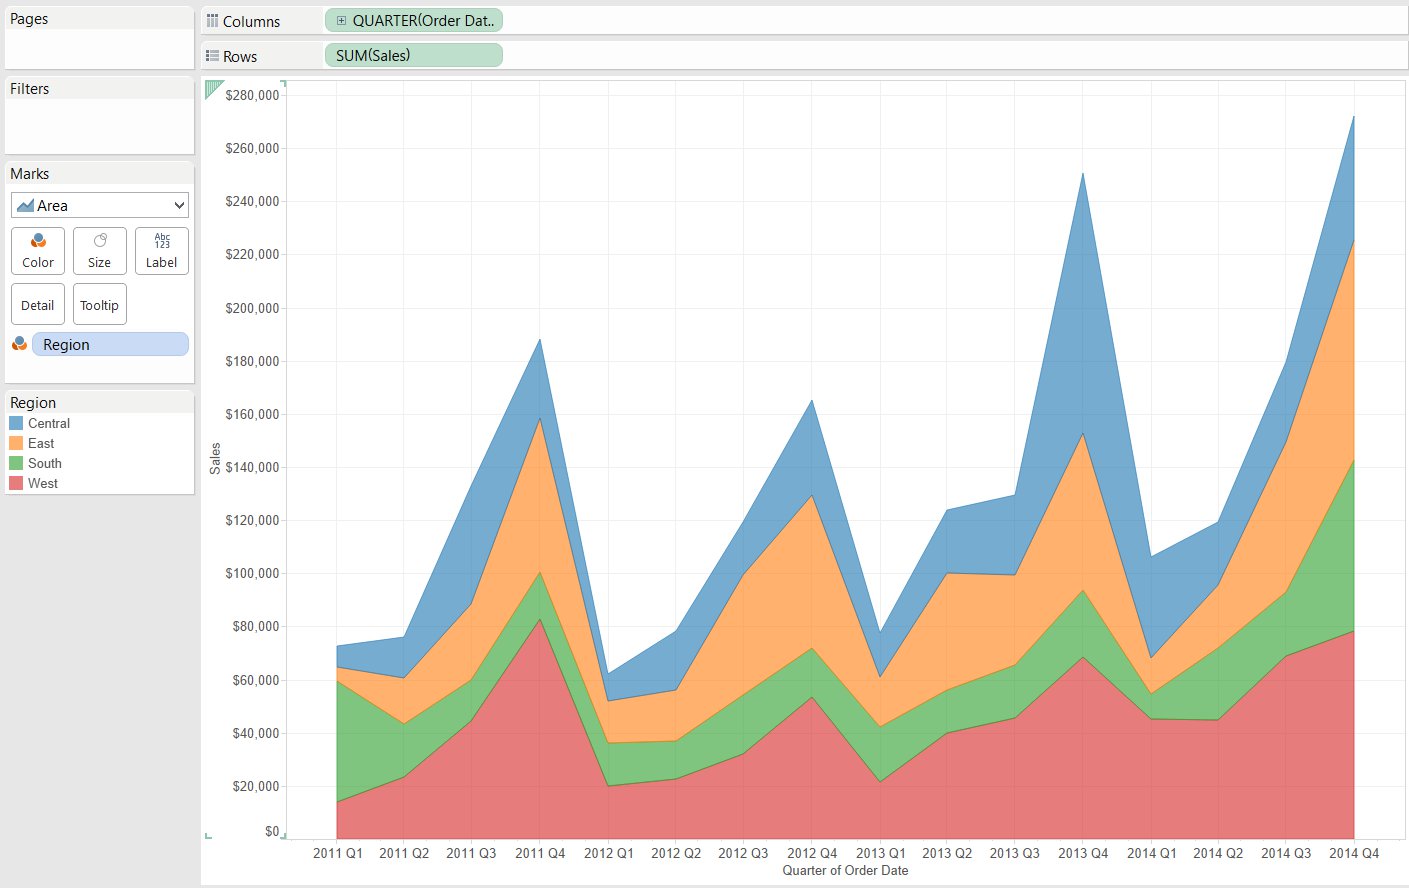 Pages
Columns
QUARTER(Order Dat..
Rows
SUM(Sales)
Filters
Marks
Area
Color
Size
Abc
123
Label
Detail
Tooltip
Region
Region
Central
East
South
West
$280,000
$260,000
$240,000
$220,000
$200,000
$180,000
$160,000
$140,000
$120,000
$100,000
$80,000
$60,000
$40,000
$20,000
$0
Sales
2011 Q1 2011 Q2 2011 Q3 2011 Q4 2012 Q1 2012 Q2 2012 Q3 2012 Q4 2013 Q1 2013 Q2 2013 Q3 2013 Q4 2014 Q1 2014 Q2 2014 Q3 2014 Q4
Quarter of Order Date